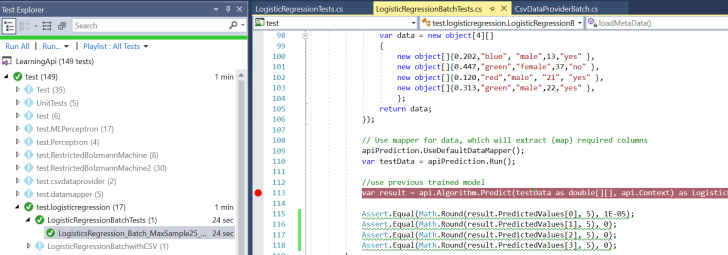 Test Explorer
Search
Run All | Run... | Playlist : All Tests
LearningApi (149 tests)
test (149) 1 min
Test (35)
UnitTests
test (6)
test.MLPerceptron (17)
test.Perceptron (4)
test.RestrictedBolzmannMachine (8)
test.RestrictedBolzmannMachine2 (30)
test.csvdataprovider (2)
test.datamapper (5)
test.logisticregression (17) 1 min
LogisticRegressionBatchTests (1) 24 sec
LogisticsRegression_Batch_MaxSample25_... 24 sec
LogisticRegressionBatchwithCSV
LogisticRegressionTests.cs LogisticRegressionBatchTests.cs CsvDataProviderBatch.cs
test test.logisticregression.LogisticRegressionB loadMetaData()
98 var data = new object[4][]
99 {
100 new object[]{0.202,"blue", "male",13,"yes" },
101 new object[]{0.447,"green","female",37,"no" },
102 new object[]{0.120,"red","male", "21", "yes" },
103 new object[]{0.313,"green","male",22,"yes" },
104 };
105 return data;
106 });
107
108 // Use mapper for data, which will extract (map) required columns
109 apiPrediction.UseDefaultDataMapper();
110 var testData = apiPrediction.Run();
111
112 //use previous trained model
113 var result = api.Algorithm.Predict(testData as double[][], api.Context) as Logistic
114
115 Assert.Equal(Math.Round(result.PredictedValues[0], 5), 1E-05);
116 Assert.Equal(Math.Round(result.PredictedValues[1], 5), 0);
117 Assert.Equal(Math.Round(result.PredictedValues[2], 5), 0);
118 Assert.Equal(Math.Round(result.PredictedValues[3], 5), 0);